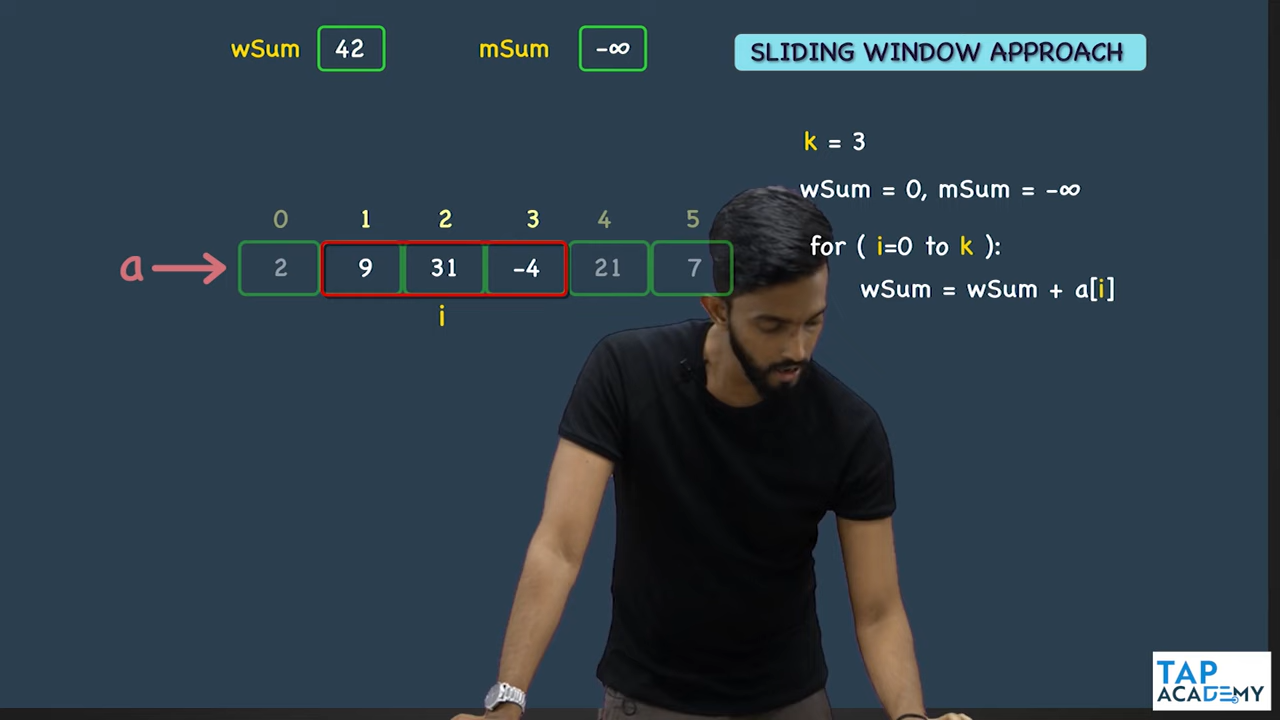 wSum 42 mSum -∞
SLIDING WINDOW APPROACH
k = 3
wSum = 0, mSum = -∞
for ( i=0 to k ):
wSum = wSum + a[i]
0 1 2 3 4 5
a → 2 9 31 -4 21 7
i
TAP
ACADEMY